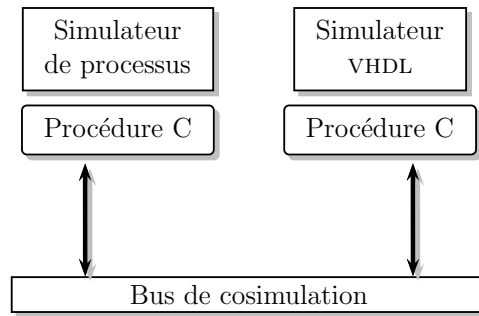 Simulateur
de processus
Simulateur
VHDL
Procédure C
Procédure C
Bus de cosimulation